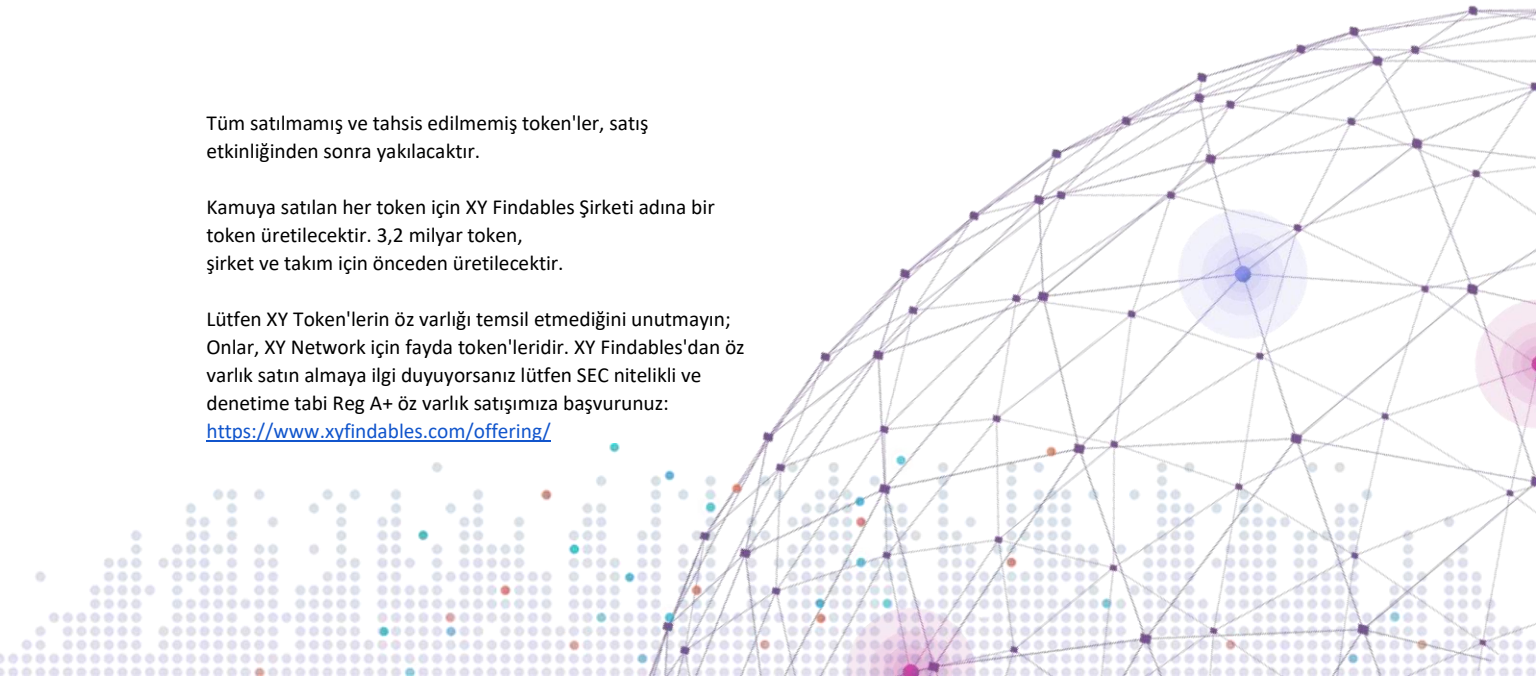 Tüm satılmamış ve tahsis edilmemiş token'ler, satış
etkinliğinden sonra yakılacaktır.
Kamuya satılan her token için XY Findables Şirketi adına bir
token üretilecektir. 3,2 milyar token,
şirket ve takım için önceden üretilecektir.
Lütfen XY Token'lerin öz varlığı temsil etmediğini unutmayın;
Onlar, XY Network için fayda token'leridir. XY Findables'dan öz
varlık satın almaya ilgi duyuyorsanız lütfen SEC nitelikli ve
denetime tabi Reg A+ öz varlık satışımıza başvurunuz:
https://www.xyfindables.com/offering/